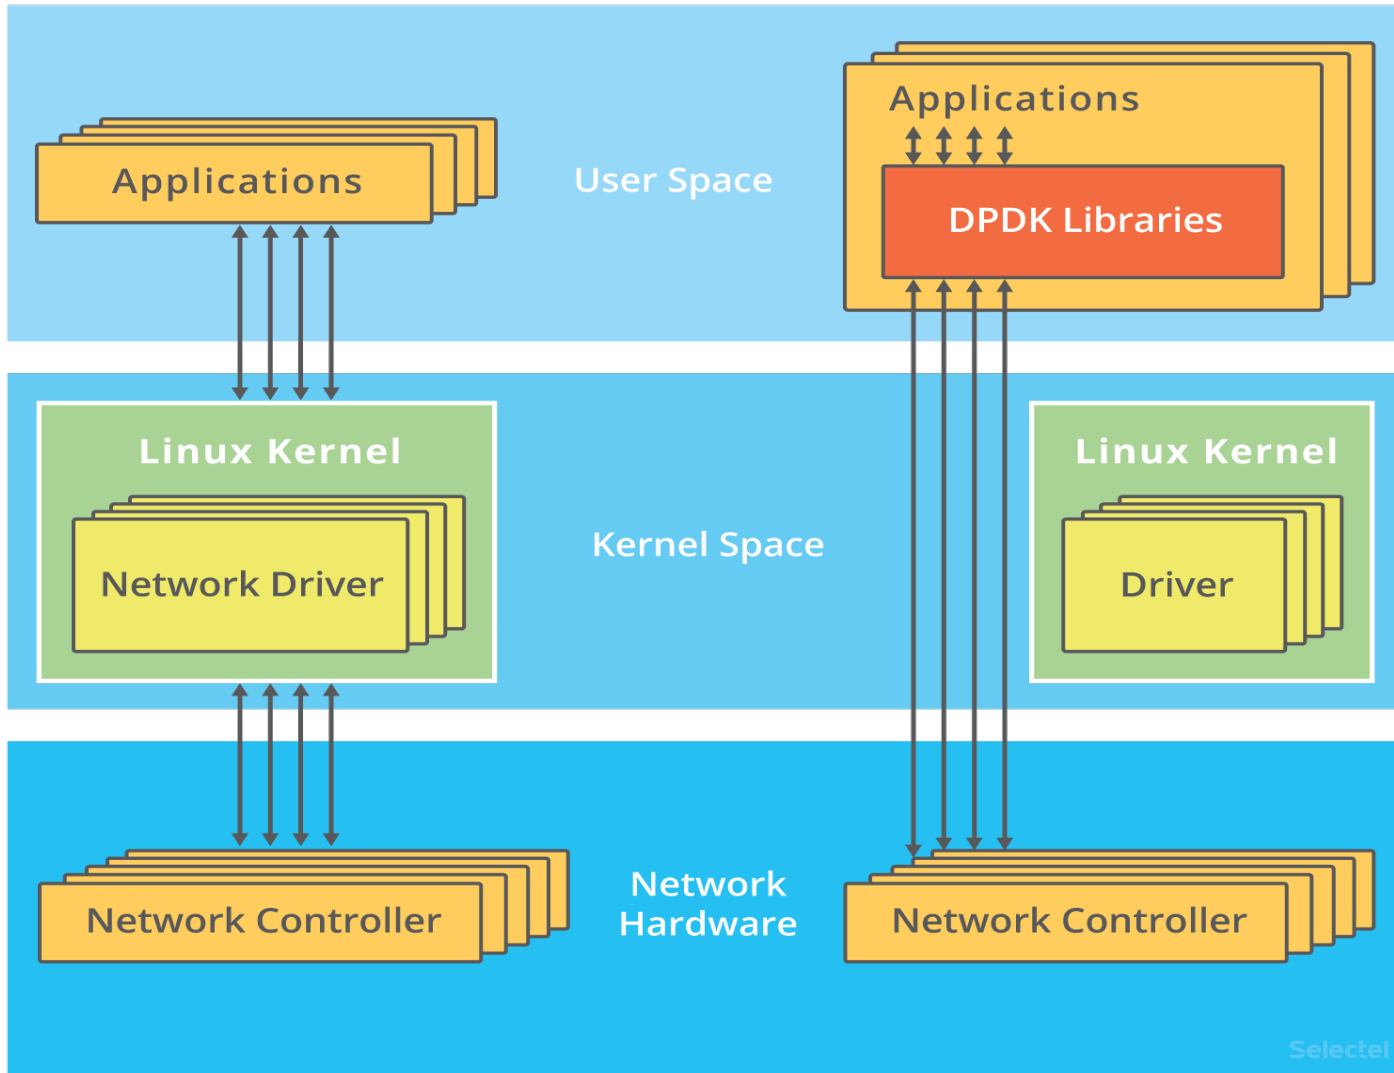 Applications
User Space
Applications
DPDK Libraries
Linux Kernel
Network Driver
Kernel Space
Linux Kernel
Driver
Network Controller
Network
Hardware
Network Controller
Selectel